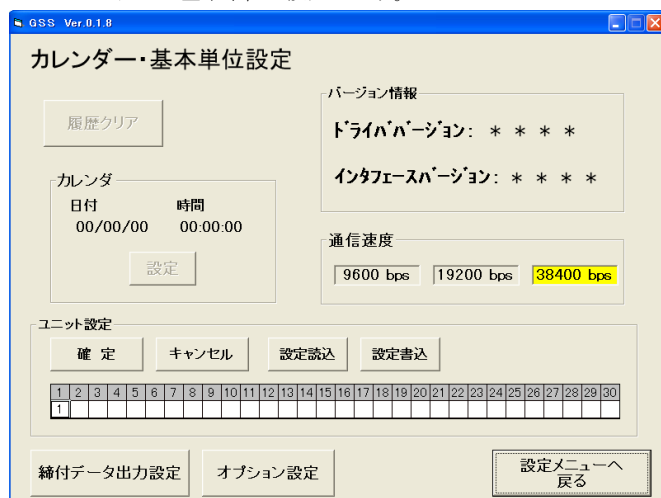 GSS Ver.0.1.8
カレンダー・基本単位設定
履歴クリア
バージョン情報
ﾄﾞﾗｲﾊﾞﾊﾞｰｼﾞｮﾝ: ＊ ＊ ＊ ＊
ｲﾝﾀﾌｪｰｽﾊﾞｰｼﾞｮﾝ: ＊ ＊ ＊ ＊
カレンダ
日付 時間
00/00/00 00:00:00
設定
通信速度
9600 bps 19200 bps 38400 bps
ユニット設定
確 定 キャンセル 設定読込 設定書込
1 2 3 4 5 6 7 8 9 10 11 12 13 14 15 16 17 18 19 20 21 22 23 24 25 26 27 28 29 30
1
締付データ出力設定 オプション設定 設定メニューへ
戻る